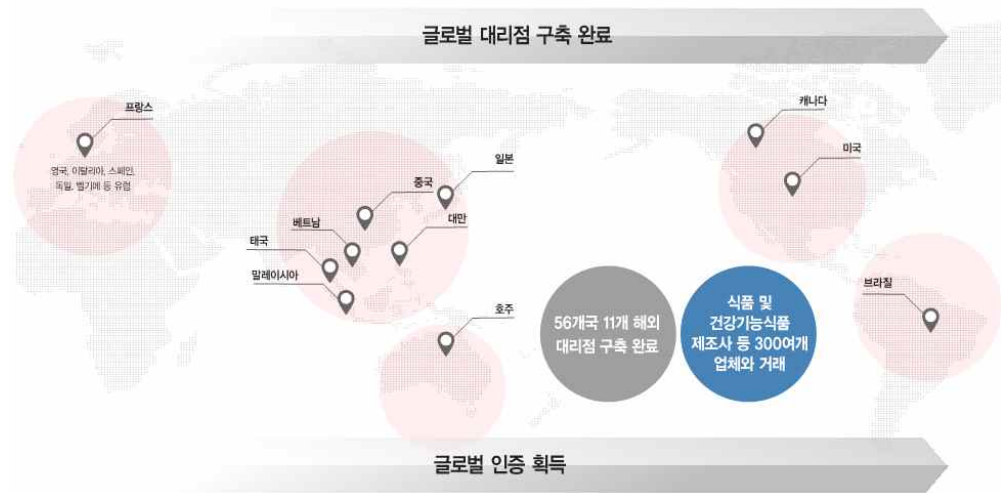 글로벌 대리점 구축 완료
프랑스
영국, 이탈리아, 스페인,
독일, 벨기에 등 유럽
캐나다
미국
일본
중국
베트남
대만
태국
말레이시아
호주
브라질
56개국 11개 해외
대리점 구축 완료
식품 및
건강기능식품
제조사 등 300여개
업체와 거래
글로벌 인증 획득